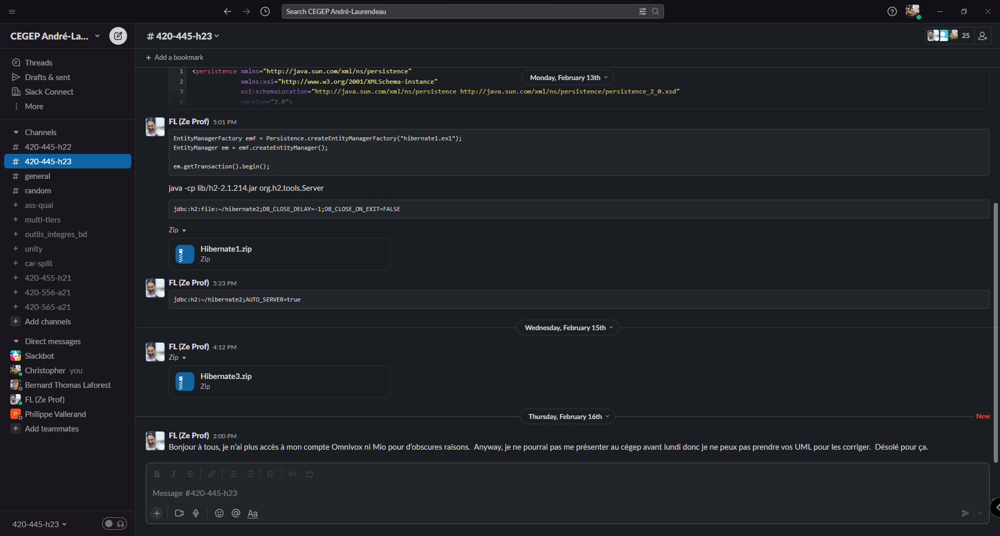 Search CEGEP André-Laurendeau
CEGEP André-La...
Threads
Drafts & sent
Slack Connect
More
Channels
# 420-445-h22
# 420-445-h23
# general
# random
+ ass-qual
+ multi-tiers
+ outils_integres_bd
+ unity
+ car-split
+ 420-455-h21
+ 420-556-a21
+ 420-565-a21
+ Add channels
Direct messages
Slackbot
Christopher you
Bernard Thomas Laforest
FL (Ze Prof)
P Philippe Vallerand
+ Add teammates
420-445-h23
# 420-445-h23
25
+ Add a bookmark
Monday, February 13th
1 <persistence xmlns="http://java.sun.com/xml/ns/persistence"
2 xmlns:xsi="http://www.w3.org/2001/XMLSchema-instance"
3 xsi:schemaLocation="http://java.sun.com/xml/ns/persistence http://java.sun.com/xml/ns/persistence/persistence_2_0.xsd"
4 version="2.0">
FL (Ze Prof) 5:01 PM
EntityManagerFactory emf = Persistence.createEntityManagerFactory("hibernate1.ex1");
EntityManager em = emf.createEntityManager();
em.getTransaction().begin();
java -cp lib/h2-2.1.214.jar org.h2.tools.Server
jdbc:h2:file:~/hibernate2;DB_CLOSE_DELAY=-1;DB_CLOSE_ON_EXIT=FALSE
Zip
Hibernate1.zip
Zip
FL (Ze Prof) 5:23 PM
jdbc:h2:~/hibernate2;AUTO_SERVER=true
Wednesday, February 15th
FL (Ze Prof) 4:12 PM
Zip
Hibernate3.zip
Zip
Thursday, February 16th
New
FL (Ze Prof) 2:00 PM
Bonjour à tous, je n'ai plus accès à mon compte Omnivox ni Mio pour d'obscures raisons. Anyway, je ne pourrai pas me présenter au cégep avant lundi donc je ne peux pas prendre vos UML pour les corriger. Désolé pour ça.
B I S
Message #420-445-h23
+ @ Aa